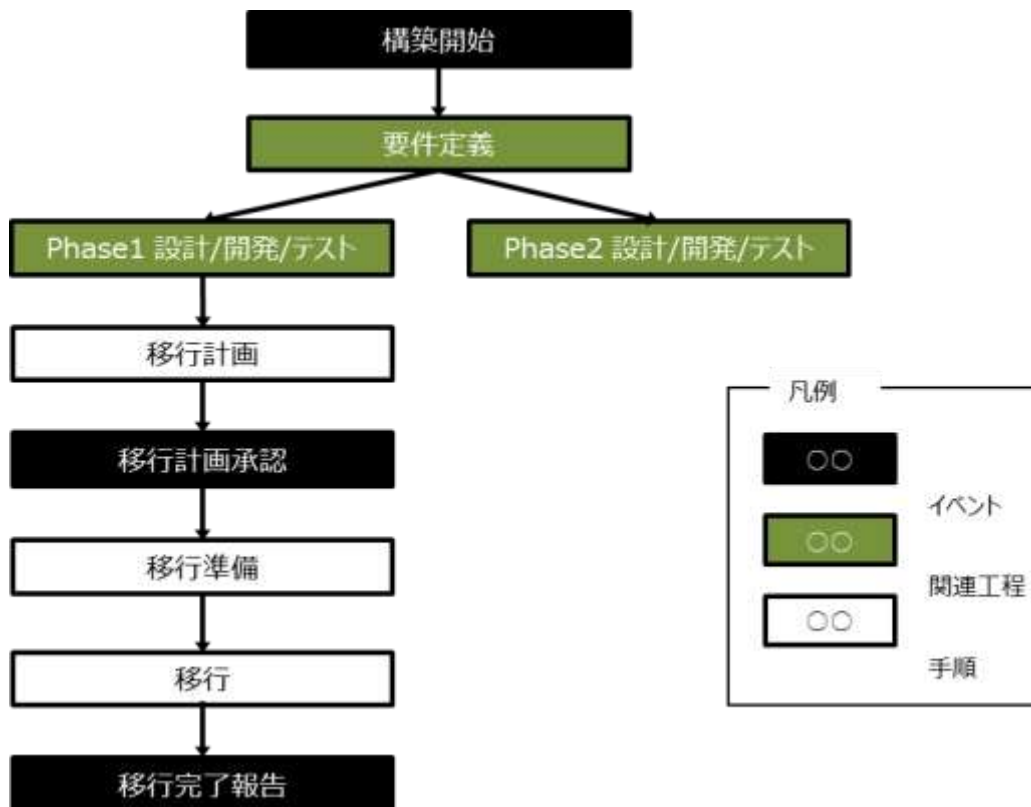 構築開始
要件定義
Phase1 設計/開発/テスト
Phase2 設計/開発/テスト
移行計画
移行計画承認
移行準備
移行
移行完了報告
凡例
〇〇
イベント
〇〇
関連工程
〇〇
手順